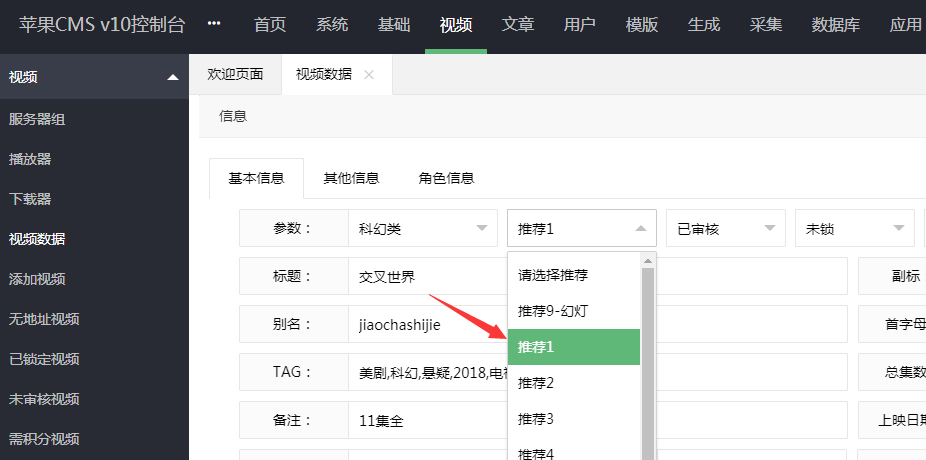 苹果CMS v10控制台 ••• 首页 系统 基础 视频 文章 用户 模版 生成 采集 数据库 应用
视频 欢迎页面 视频数据 ×
服务器组 信息
播放器
下载器 基本信息 其他信息 角色信息
视频数据 参数： 科幻类 推荐1 已审核 未锁
添加视频 标题： 交叉世界 请选择推荐 副标
无地址视频 别名： jiaochashijie 推荐9-幻灯 首字母
已锁定视频 TAG： 美剧,科幻,悬疑,2018,电视 推荐1 总集数
未审核视频 备注： 11集全 推荐2 上映日期
需积分视频 推荐3
推荐4